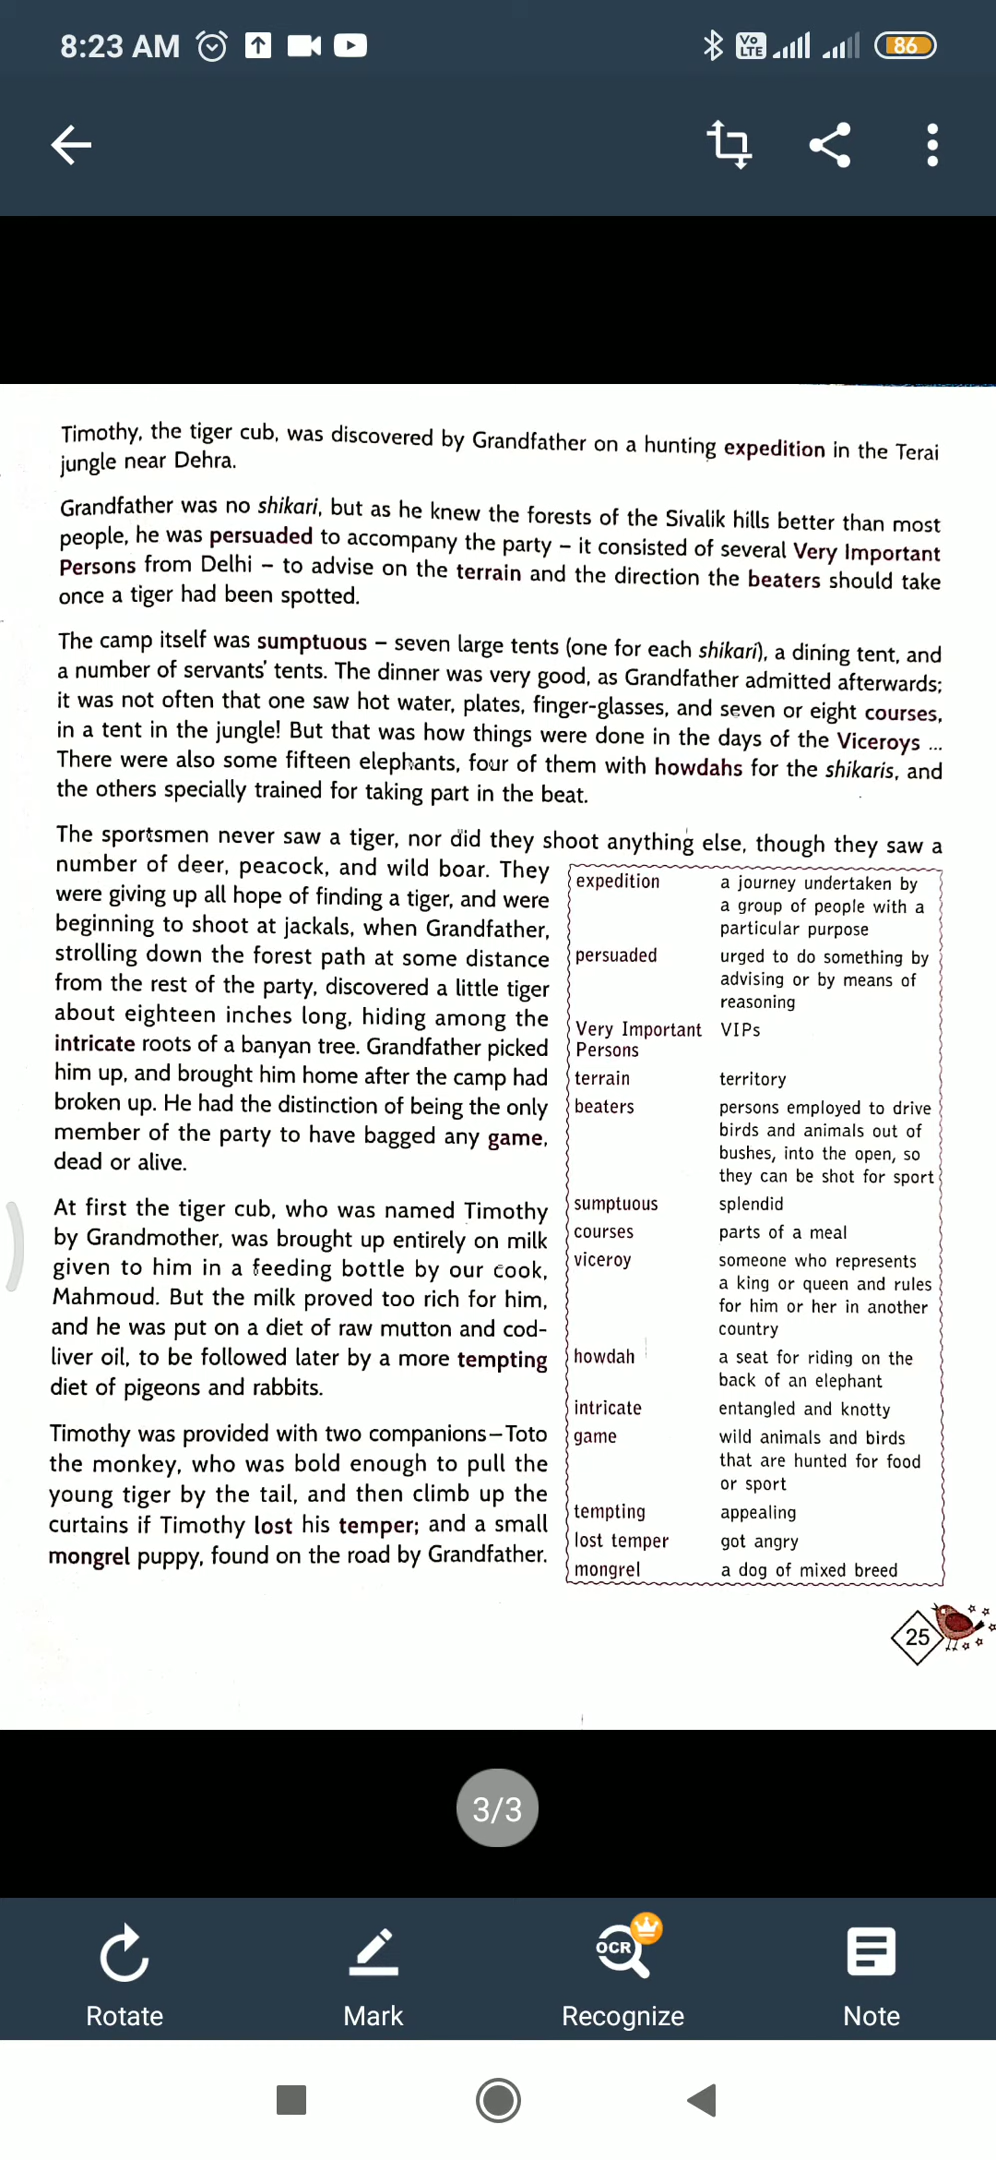 8:23 AM
Vo LTE
86
Timothy, the tiger cub, was discovered by Grandfather on a hunting expedition in the Terai
jungle near Dehra.
Grandfather was no shikari, but as he knew the forests of the Sivalik hills better than most
people, he was persuaded to accompany the party – it consisted of several Very Important
Persons from Delhi – to advise on the terrain and the direction the beaters should take
once a tiger had been spotted.
The camp itself was sumptuous – seven large tents (one for each shikari), a dining tent, and
a number of servants' tents. The dinner was very good, as Grandfather admitted afterwards;
it was not often that one saw hot water, plates, finger-glasses, and seven or eight courses,
in a tent in the jungle! But that was how things were done in the days of the Viceroys ...
There were also some fifteen elephants, four of them with howdahs for the shikaris, and
the others specially trained for taking part in the beat.
The sportsmen never saw a tiger, nor did they shoot anything else, though they saw a
number of deer, peacock, and wild boar. They
were giving up all hope of finding a tiger, and were
beginning to shoot at jackals, when Grandfather,
strolling down the forest path at some distance
from the rest of the party, discovered a little tiger
about eighteen inches long, hiding among the
intricate roots of a banyan tree. Grandfather picked
him up, and brought him home after the camp had
broken up. He had the distinction of being the only
member of the party to have bagged any game,
dead or alive.
At first the tiger cub, who was named Timothy
by Grandmother, was brought up entirely on milk
given to him in a feeding bottle by our cook,
Mahmoud. But the milk proved too rich for him,
and he was put on a diet of raw mutton and cod-
liver oil, to be followed later by a more tempting
diet of pigeons and rabbits.
Timothy was provided with two companions–Toto
the monkey, who was bold enough to pull the
young tiger by the tail, and then climb up the
curtains if Timothy lost his temper; and a small
mongrel puppy, found on the road by Grandfather.
expedition a journey undertaken by
a group of people with a
particular purpose
persuaded urged to do something by
advising or by means of
reasoning
Very Important VIPs
Persons
terrain territory
beaters persons employed to drive
birds and animals out of
bushes, into the open, so
they can be shot for sport
sumptuous splendid
courses parts of a meal
viceroy someone who represents
a king or queen and rules
for him or her in another
country
howdah a seat for riding on the
back of an elephant
intricate entangled and knotty
game wild animals and birds
that are hunted for food
or sport
tempting appealing
lost temper got angry
mongrel a dog of mixed breed
25
3/3
OCR
Rotate Mark Recognize Note